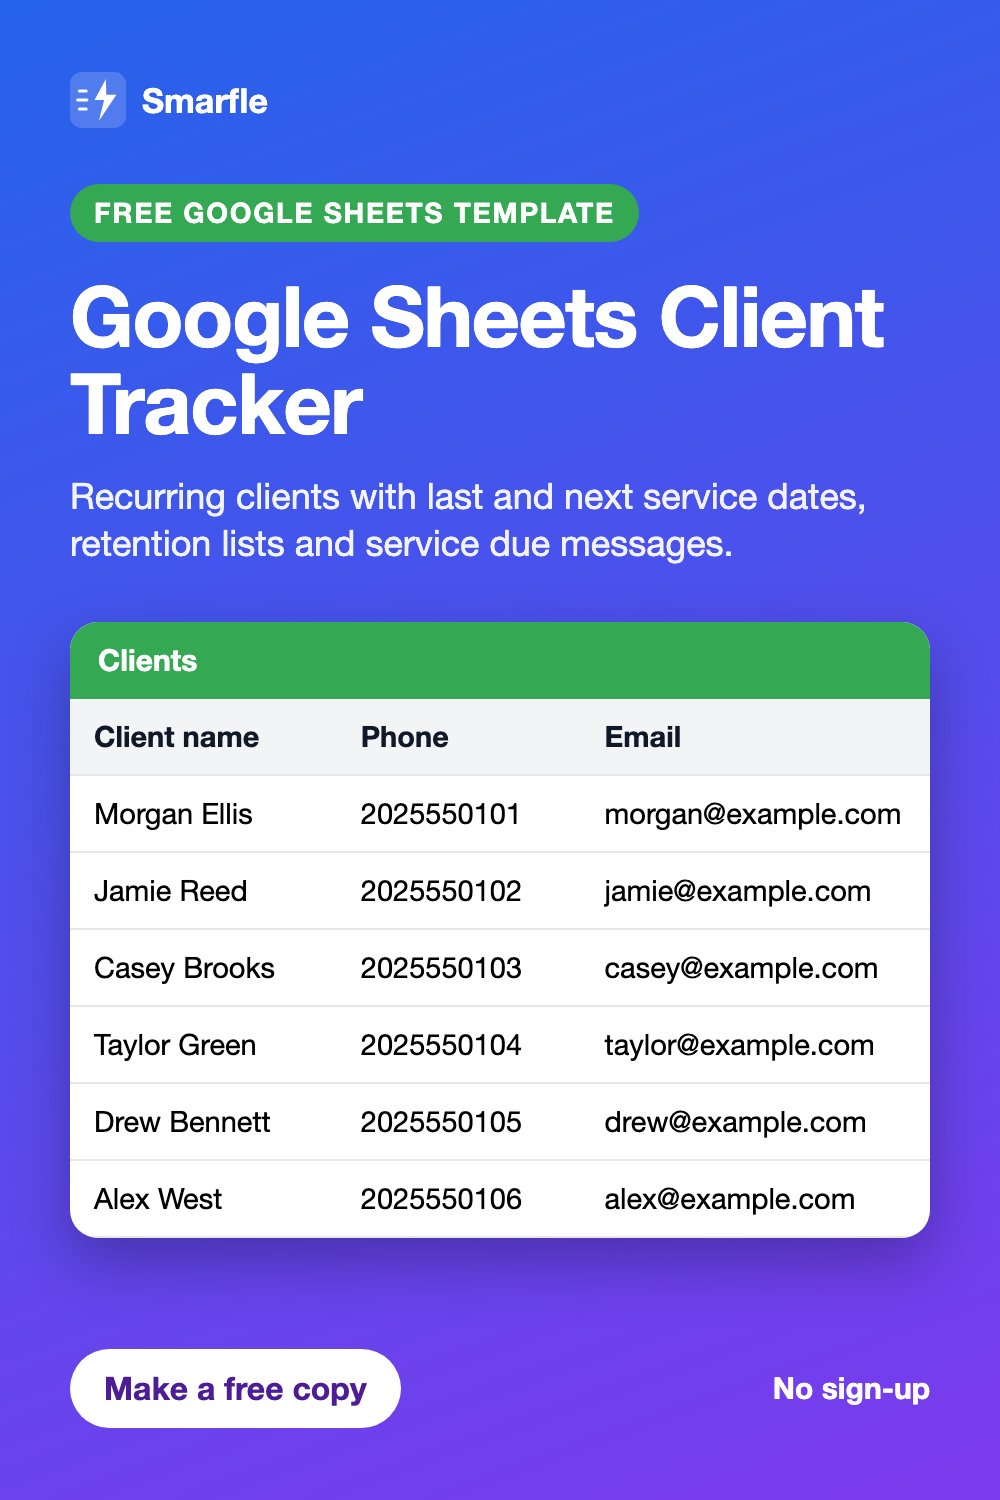 Smarfle
FREE GOOGLE SHEETS TEMPLATE
Google Sheets Client
Tracker
Recurring clients with last and next service dates,
retention lists and service due messages.
Clients
Client name Phone Email
Morgan Ellis 2025550101 morgan@example.com
Jamie Reed 2025550102 jamie@example.com
Casey Brooks 2025550103 casey@example.com
Taylor Green 2025550104 taylor@example.com
Drew Bennett 2025550105 drew@example.com
Alex West 2025550106 alex@example.com
Make a free copy No sign-up